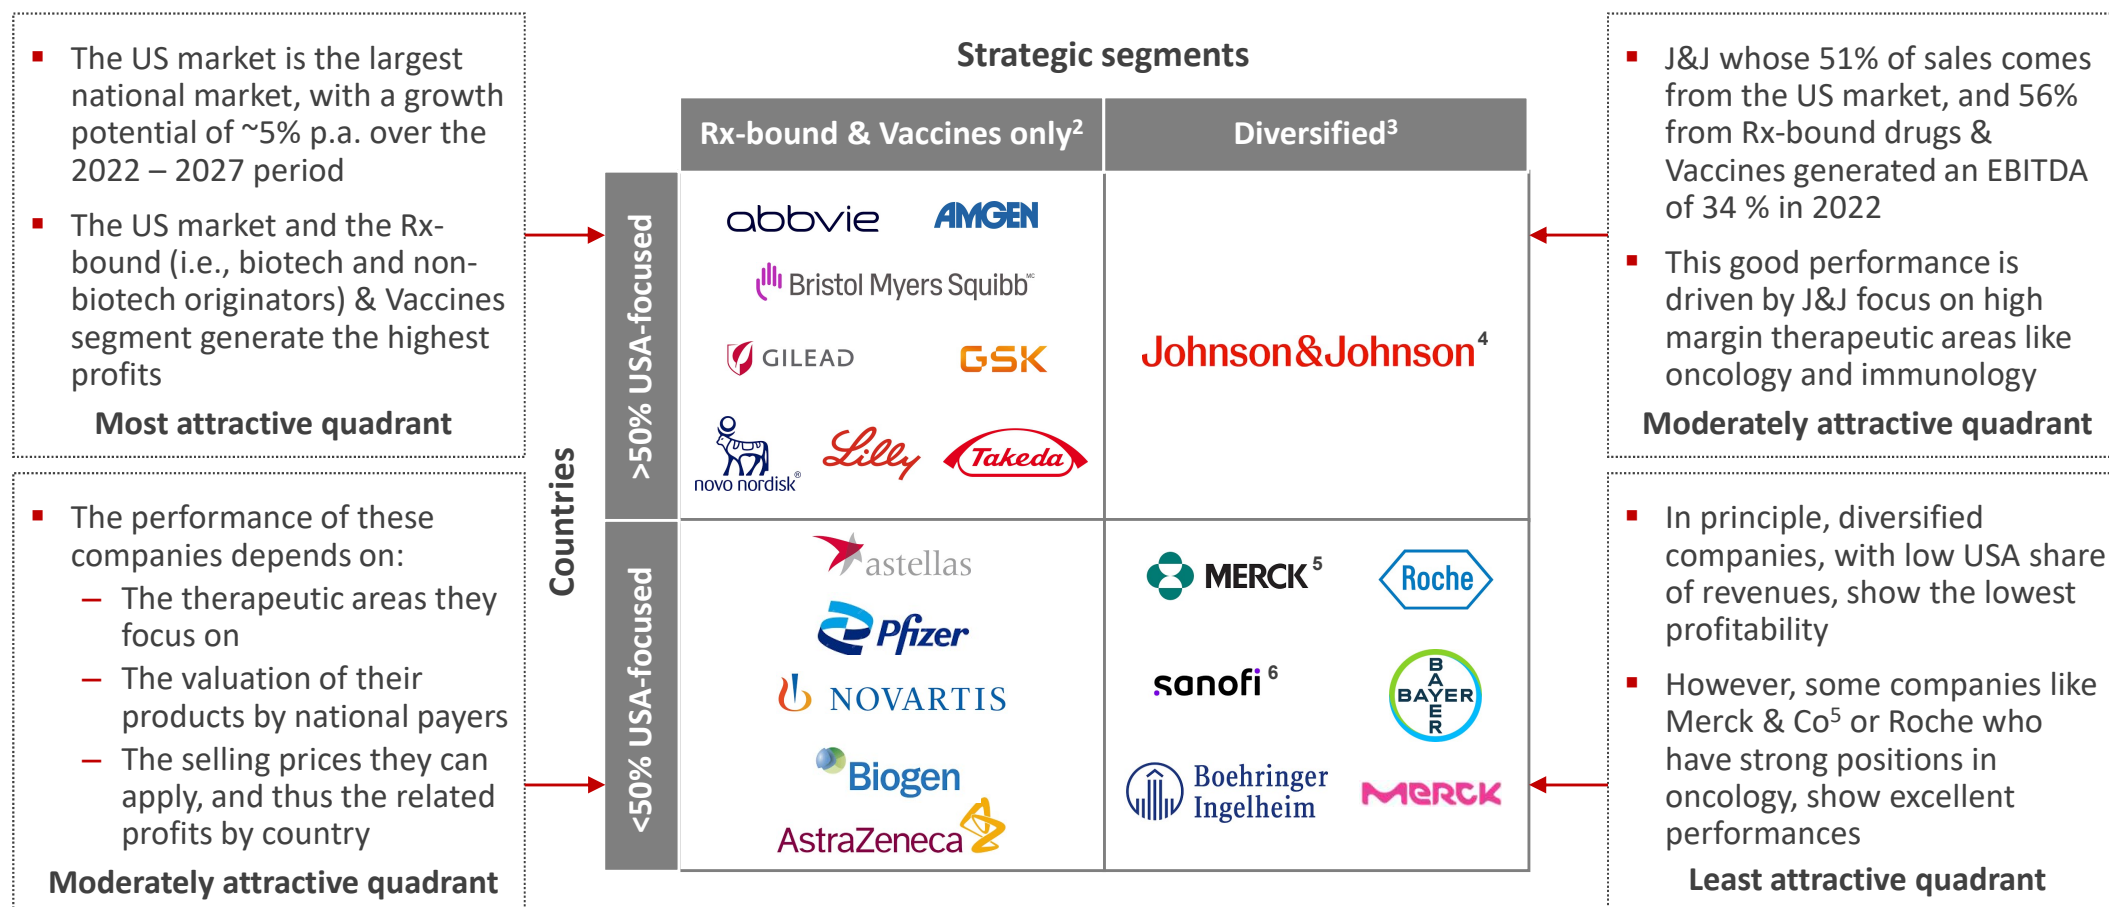 ▪ The US market is the largest
national market, with a growth
potential of ~5% p.a. over the
2022 – 2027 period
▪ The US market and the Rx-
bound (i.e., biotech and non-
biotech originators) & Vaccines
segment generate the highest
profits
Most attractive quadrant
▪ The performance of these
companies depends on:
– The therapeutic areas they
focus on
– The valuation of their
products by national payers
– The selling prices they can
apply, and thus the related
profits by country
Moderately attractive quadrant
Strategic segments
Countries
Rx-bound & Vaccines only²
Diversified³
>50% USA-focused
abbvie
AMGEN
Bristol Myers Squibb MC
GILEAD
GSK
novo nordisk®
Lilly
Takeda
Johnson&Johnson⁴
<50% USA-focused
astellas
Pfizer
NOVARTIS
Biogen
AstraZeneca
MERCK⁵
Roche
sanofi⁶
BAYER
BAYER
Boehringer
Ingelheim
MERCK
▪ J&J whose 51% of sales comes
from the US market, and 56%
from Rx-bound drugs &
Vaccines generated an EBITDA
of 34 % in 2022
▪ This good performance is
driven by J&J focus on high
margin therapeutic areas like
oncology and immunology
Moderately attractive quadrant
▪ In principle, diversified
companies, with low USA share
of revenues, show the lowest
profitability
▪ However, some companies like
Merck & Co⁵ or Roche who
have strong positions in
oncology, show excellent
performances
Least attractive quadrant